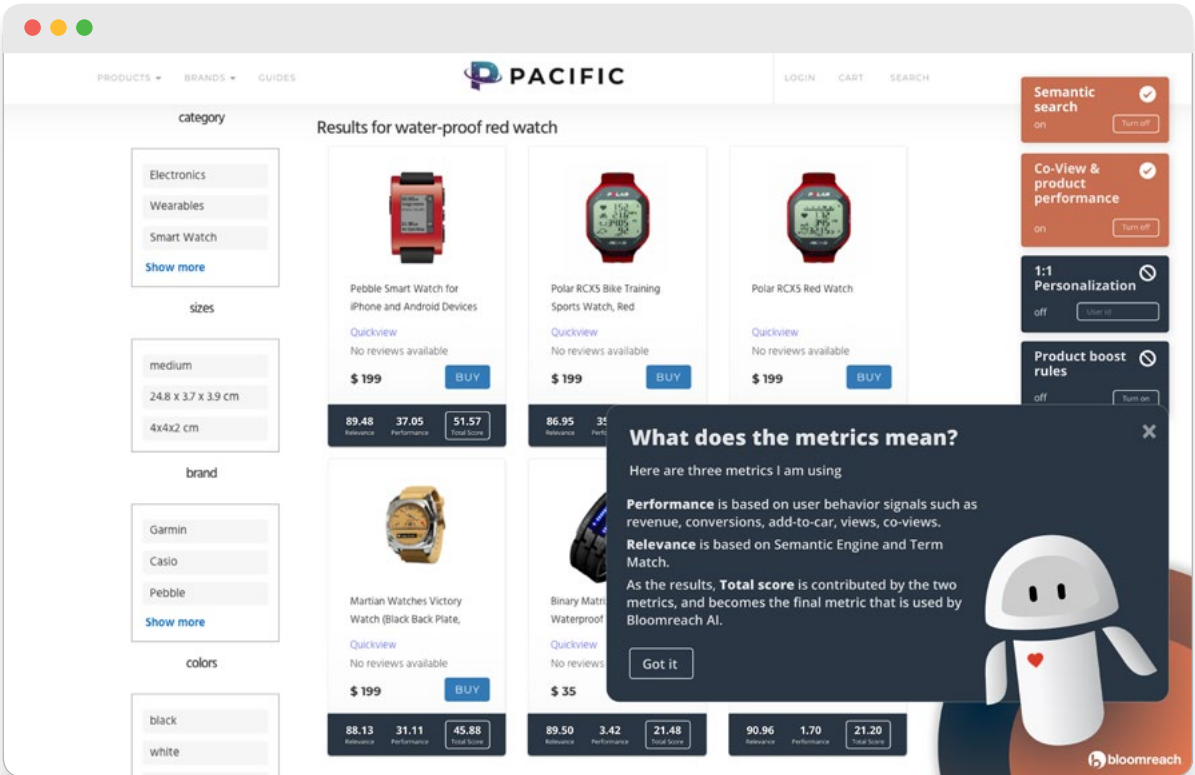 PRODUCTS BRANDS GUIDES
PACIFIC
LOGIN CART SEARCH
category
Electronics
Wearables
Smart Watch
Show more
sizes
medium
24.8 x 3.7 x 3.9 cm
4x4x2 cm
brand
Garmin
Casio
Pebble
Show more
colors
black
white
Results for water-proof red watch
Pebble Smart Watch for
iPhone and Android Devices
Quickview
No reviews available
$ 199 BUY
89.48 37.05 51.57
Relevance Performance Total Score
POLAR
Polar RCX5 Bike Training
Sports Watch, Red
Quickview
No reviews available
$ 199 BUY
86.95 35
Relevance Perf
POLAR
Polar RCX5 Red Watch
Quickview
No reviews available
$ 199 BUY
Martian Watches Victory
Watch (Black Back Plate,
Quickview
No reviews available
$ 199 BUY
88.13 31.11 45.88
Relevance Performance Total Score
Binary Matri
Waterproof
Quickview
No reviews
$ 35
89.50 3.42 21.48
Relevance Performance Total Score
90.96 1.70 21.20
Relevance Performance Total Score
Semantic
search
on Turn off
Co-View &
product
performance
on Turn off
1:1
Personalization
off User id
Product boost
rules
off Turn on
What does the metrics mean?
Here are three metrics I am using
Performance is based on user behavior signals such as
revenue, conversions, add-to-car, views, co-views.
Relevance is based on Semantic Engine and Term
Match.
As the results, Total score is contributed by the two
metrics, and becomes the final metric that is used by
Bloomreach AI.
Got it
bloomreach